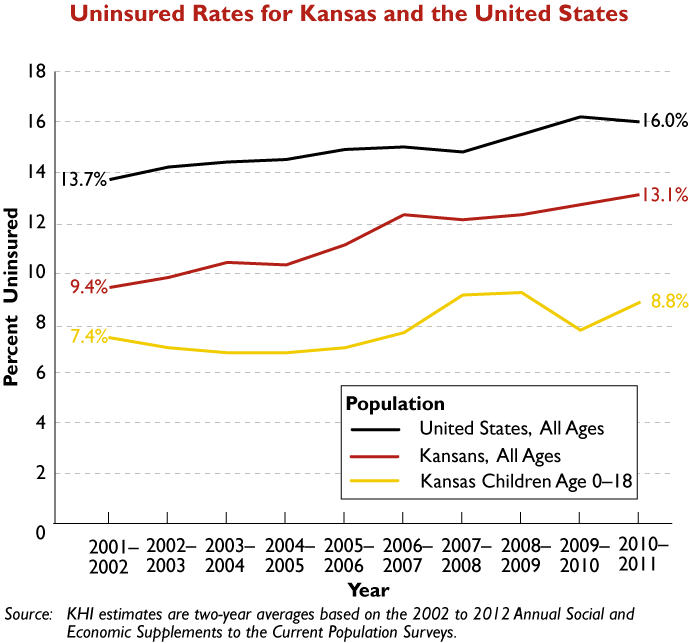 Uninsured Rates for Kansas and the United States
Percent Uninsured
18
16
14
12
10
8
6
4
2
0
13.7%
16.0%
9.4%
13.1%
7.4%
8.8%
Population
United States, All Ages
Kansans, All Ages
Kansas Children Age 0–18
2001–2002
2002–2003
2003–2004
2004–2005
2005–2006
2006–2007
2007–2008
2008–2009
2009–2010
2010–2011
Year
Source: KHI estimates are two-year averages based on the 2002 to 2012 Annual Social and
Economic Supplements to the Current Population Surveys.